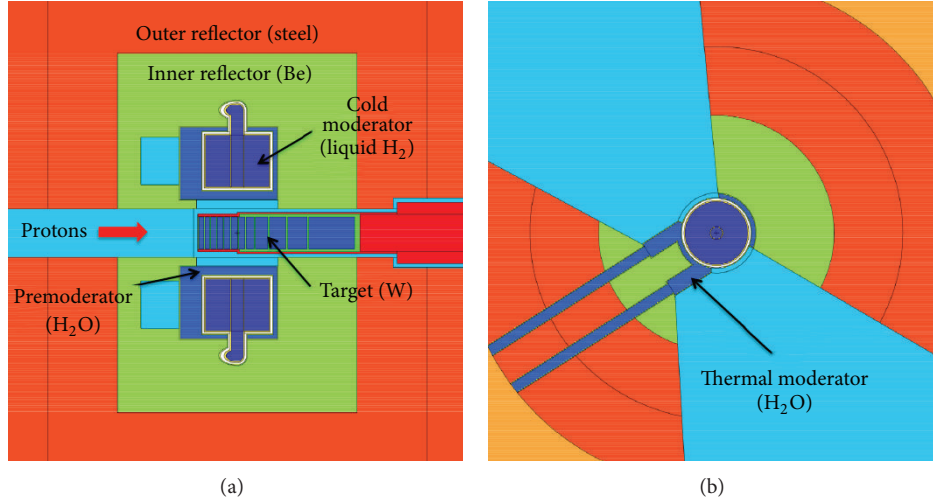 Outer reflector (steel)
Inner reflector (Be)
Cold
moderator
(liquid H₂)
Protons
Premoderator
(H₂O)
Target (W)
(a)
Thermal moderator
(H₂O)
(b)